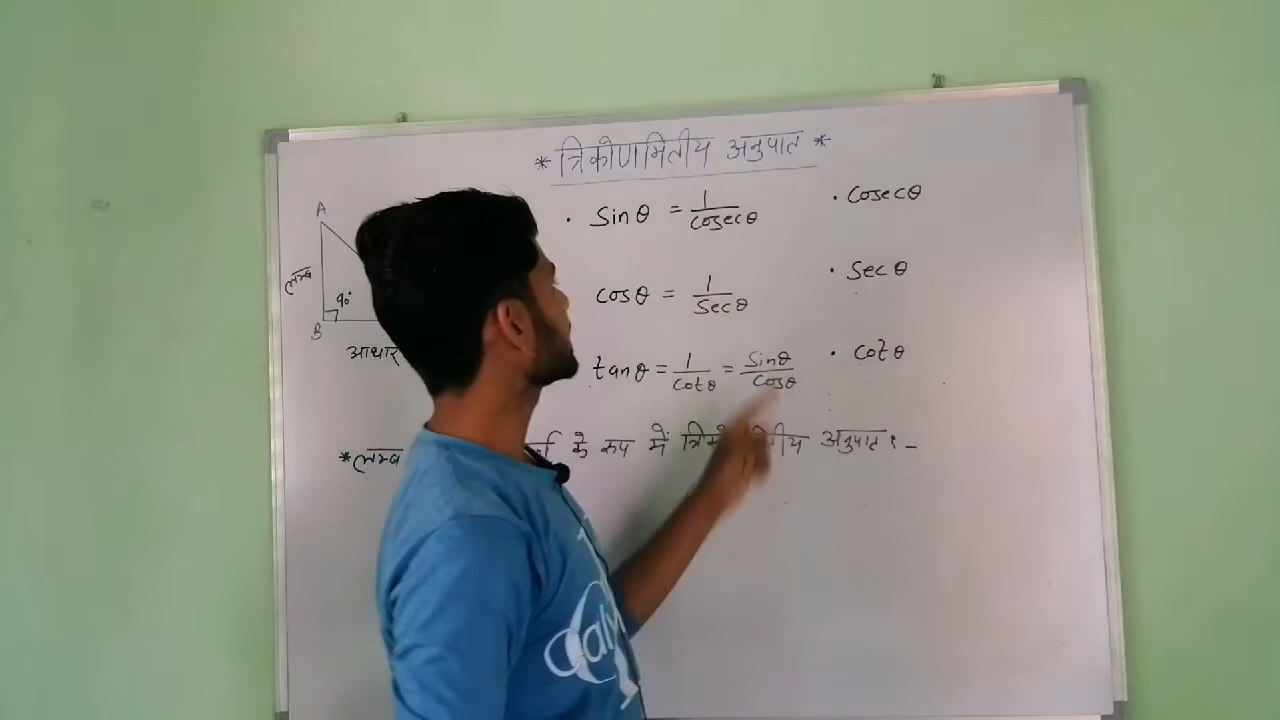 * त्रिकोणमितीय अनुपात *
A
लम्ब
90°
B
आधार
· sinθ = 1/cosecθ
cosθ = 1/secθ
tanθ = 1/cotθ = sinθ/cosθ
· cosecθ
· secθ
· cotθ
* लम्ब के रुप में अनुपात :-